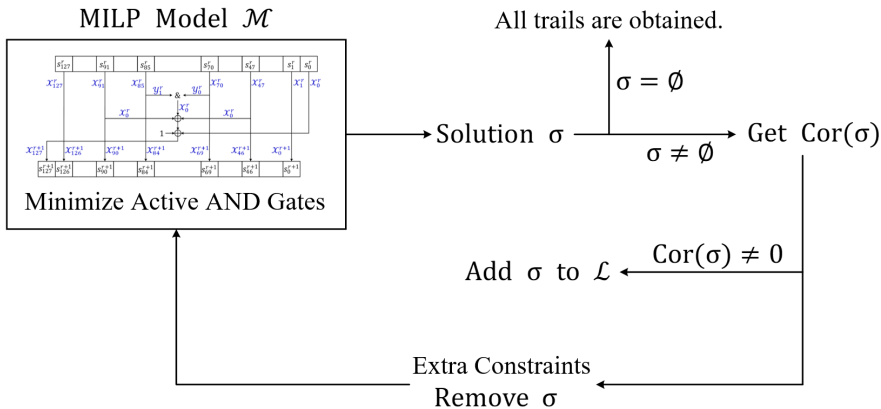 MILP Model ℳ
All trails are obtained.
s^r_127 s^r_91 s^r_85 s^r_70 s^r_47 s^r_1 s^r_0
x^r_127 x^r_91 x^r_85 y^r_1 & y^r_0 x^r_70 x^r_47 x^r_1 x^r_0
x^r_0 x^r_0 x^r_0
1
x^{r+1}_127 x^{r+1}_126 x^{r+1}_90 x^{r+1}_84 x^{r+1}_69 x^{r+1}_46 x^{r+1}_0
s^{r+1}_127 s^{r+1}_126 s^{r+1}_90 s^{r+1}_84 s^{r+1}_69 s^{r+1}_46 s^{r+1}_0
Minimize Active AND Gates
σ = ∅
Solution σ
σ ≠ ∅
Get Cor(σ)
Cor(σ) ≠ 0
Add σ to ℒ
Extra Constraints
Remove σ